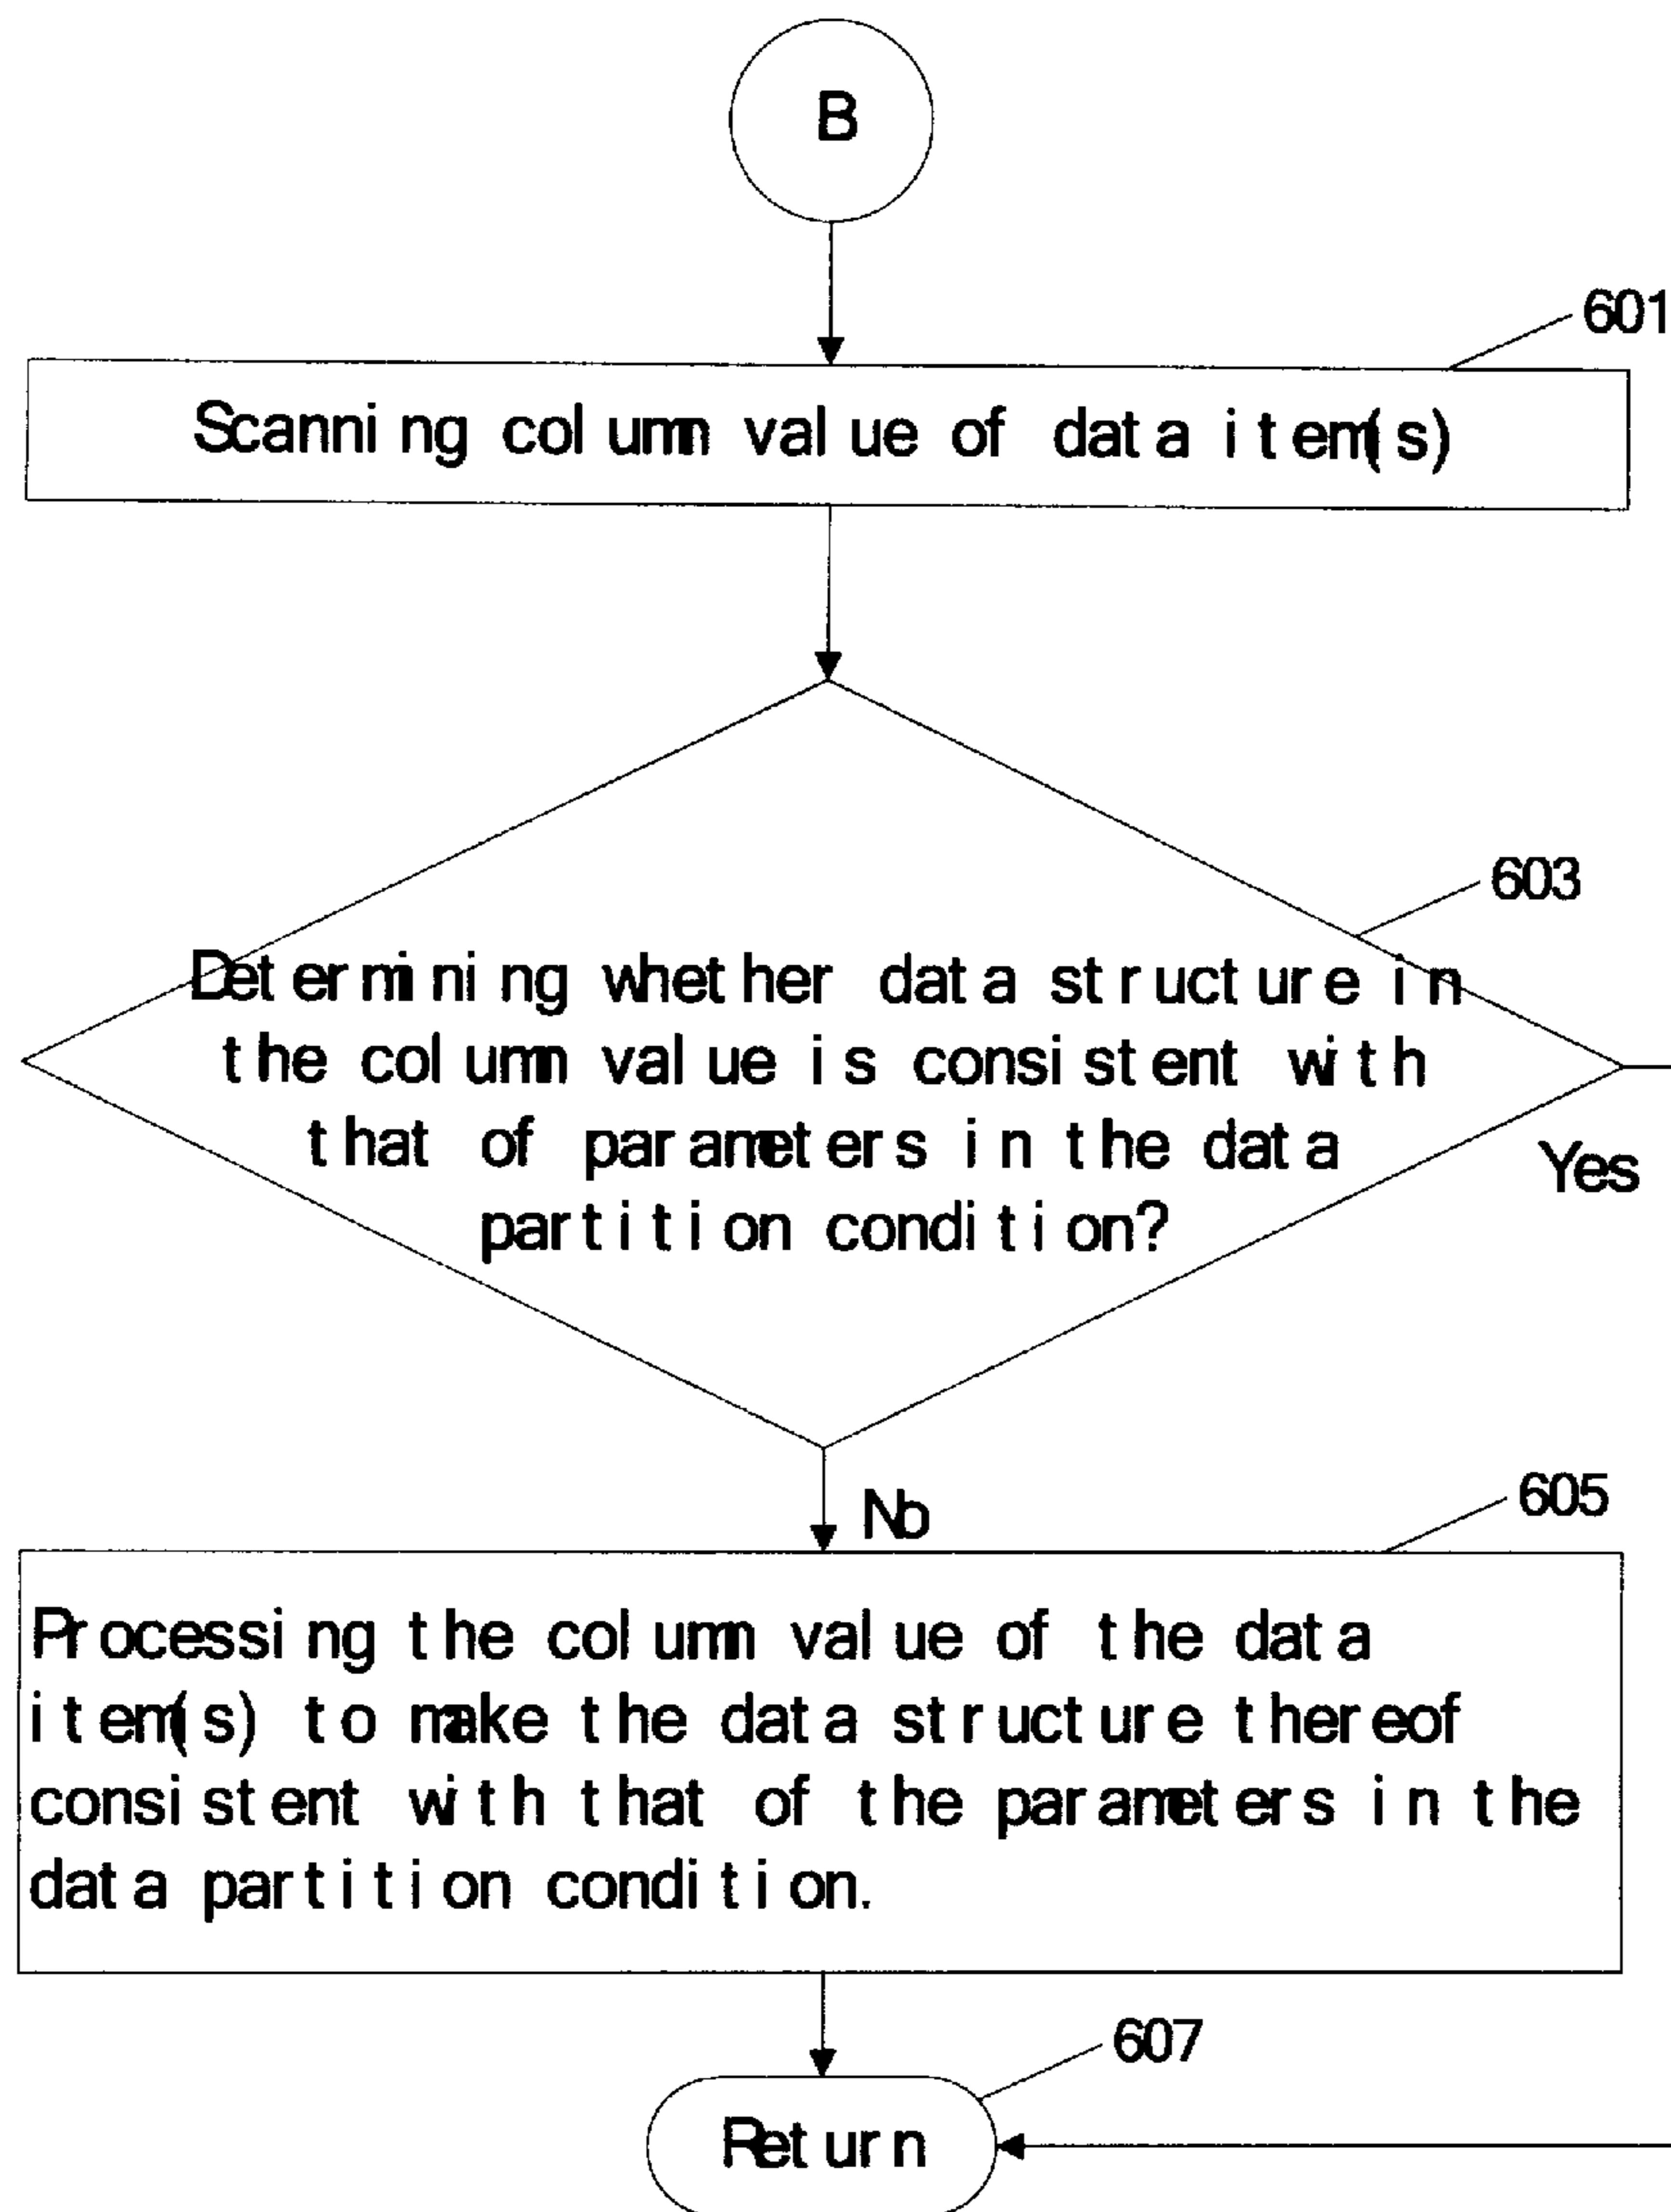 B
601
Scanning column value of data item(s)
603
Determining whether data structure in
the column value is consistent with
that of parameters in the data
partition condition?
Yes
No
605
Processing the column value of the data
item(s) to make the data structure thereof
consistent with that of the parameters in the
data partition condition.
607
Return